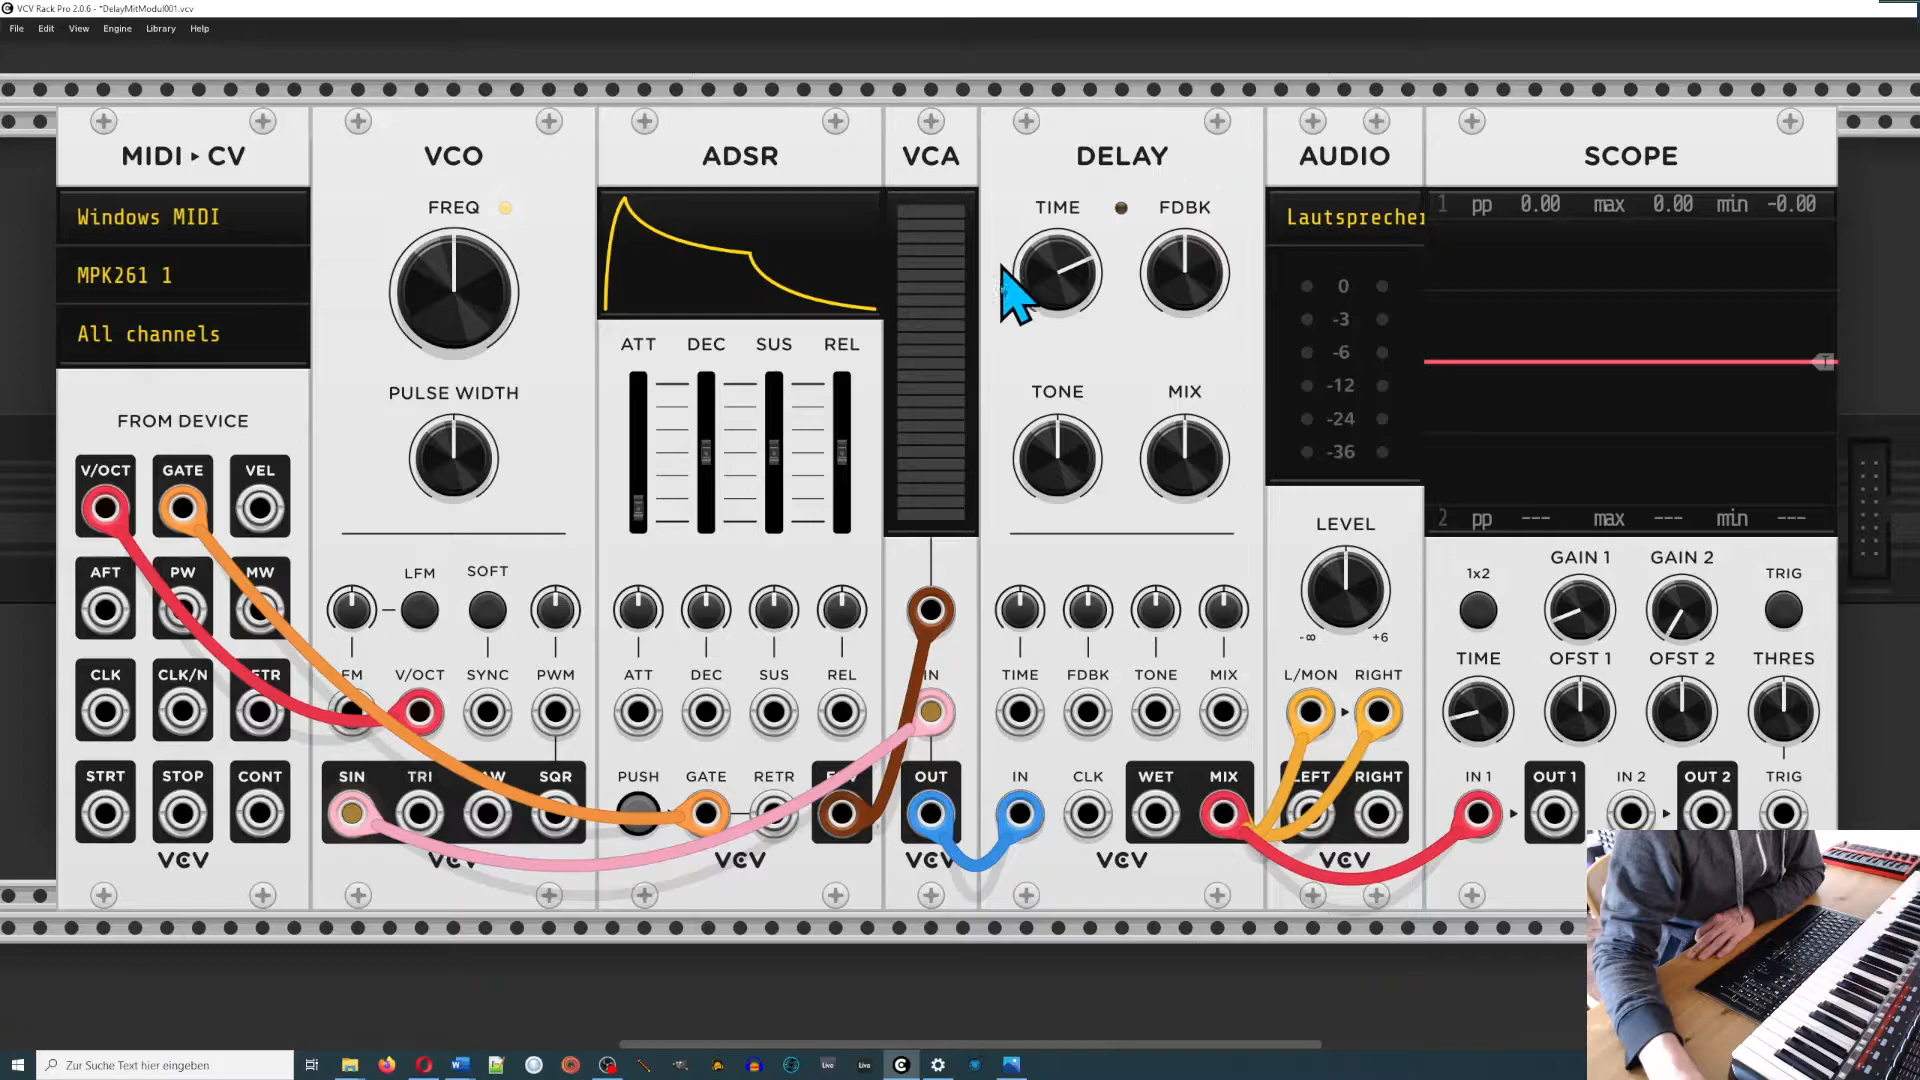 VCV Rack Pro 2.0.6 - *DelayMitModul001.vcv
File Edit View Engine Library Help
MIDI ▸ CV
Windows MIDI
MPK261 1
All channels
FROM DEVICE
V/OCT GATE VEL
AFT PW MW
CLK CLK/N RETR
STRT STOP CONT
VCV
VCO
FREQ
PULSE WIDTH
LFM SOFT
FM V/OCT SYNC PWM
SIN TRI SAW SQR
VCV
ADSR
ATT DEC SUS REL
ATT DEC SUS REL
PUSH GATE RETR ENV
VCV
VCA
IN
OUT
VCV
DELAY
TIME FDBK
TONE MIX
TIME FDBK TONE MIX
IN CLK WET MIX
VCV
AUDIO
Lautsprecher
0
-3
-6
-12
-24
-36
LEVEL
-∞ +6
L/MON ▸ RIGHT
LEFT RIGHT
VCV
SCOPE
1 pp 0.00 max 0.00 min -0.00
T
2 pp --- max --- min ---
1x2 GAIN 1 GAIN 2 TRIG
TIME OFST 1 OFST 2 THRES
IN 1 OUT 1 IN 2 OUT 2 TRIG
Zur Suche Text hier eingeben
Live Live